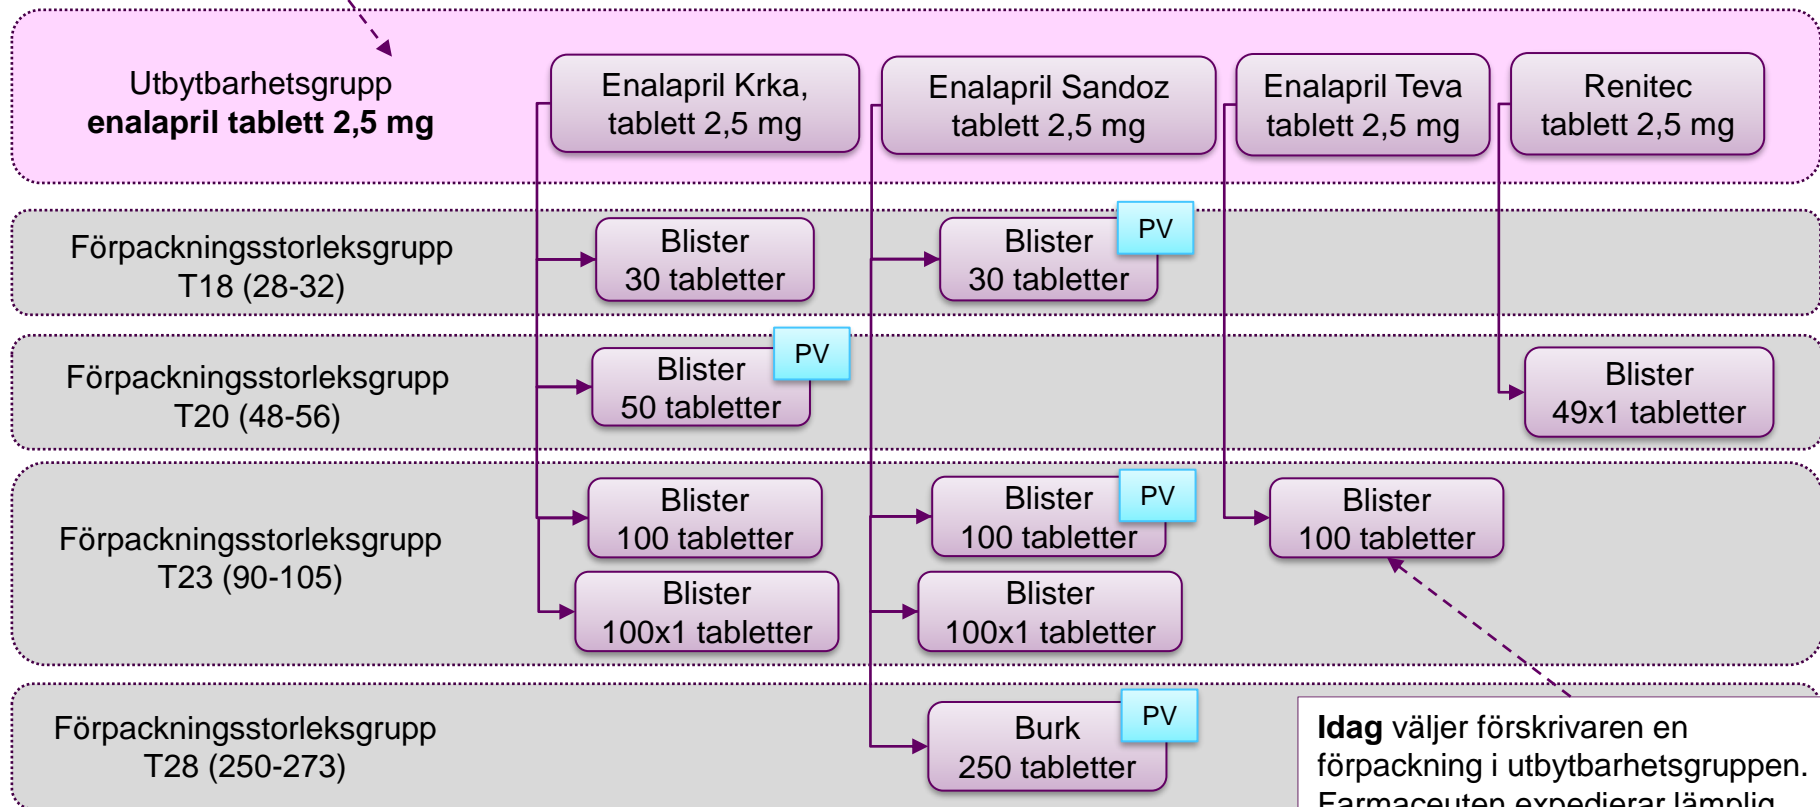 Utbytbarhetsgrupp
enalapril tablett 2,5 mg
Enalapril Krka,
tablett 2,5 mg
Enalapril Sandoz
tablett 2,5 mg
Enalapril Teva
tablett 2,5 mg
Renitec
tablett 2,5 mg
Förpackningsstorleksgrupp
T18 (28-32)
Blister
30 tabletter
Blister
30 tabletter
PV
Förpackningsstorleksgrupp
T20 (48-56)
Blister
50 tabletter
PV
Blister
49x1 tabletter
Förpackningsstorleksgrupp
T23 (90-105)
Blister
100 tabletter
Blister
100 tabletter
PV
Blister
100 tabletter
Blister
100x1 tabletter
Blister
100x1 tabletter
Förpackningsstorleksgrupp
T28 (250-273)
Burk
250 tabletter
PV
Idag väljer förskrivaren en
förpackning i utbytbarhetsgruppen.
Farmaceuten expedierar lämplig